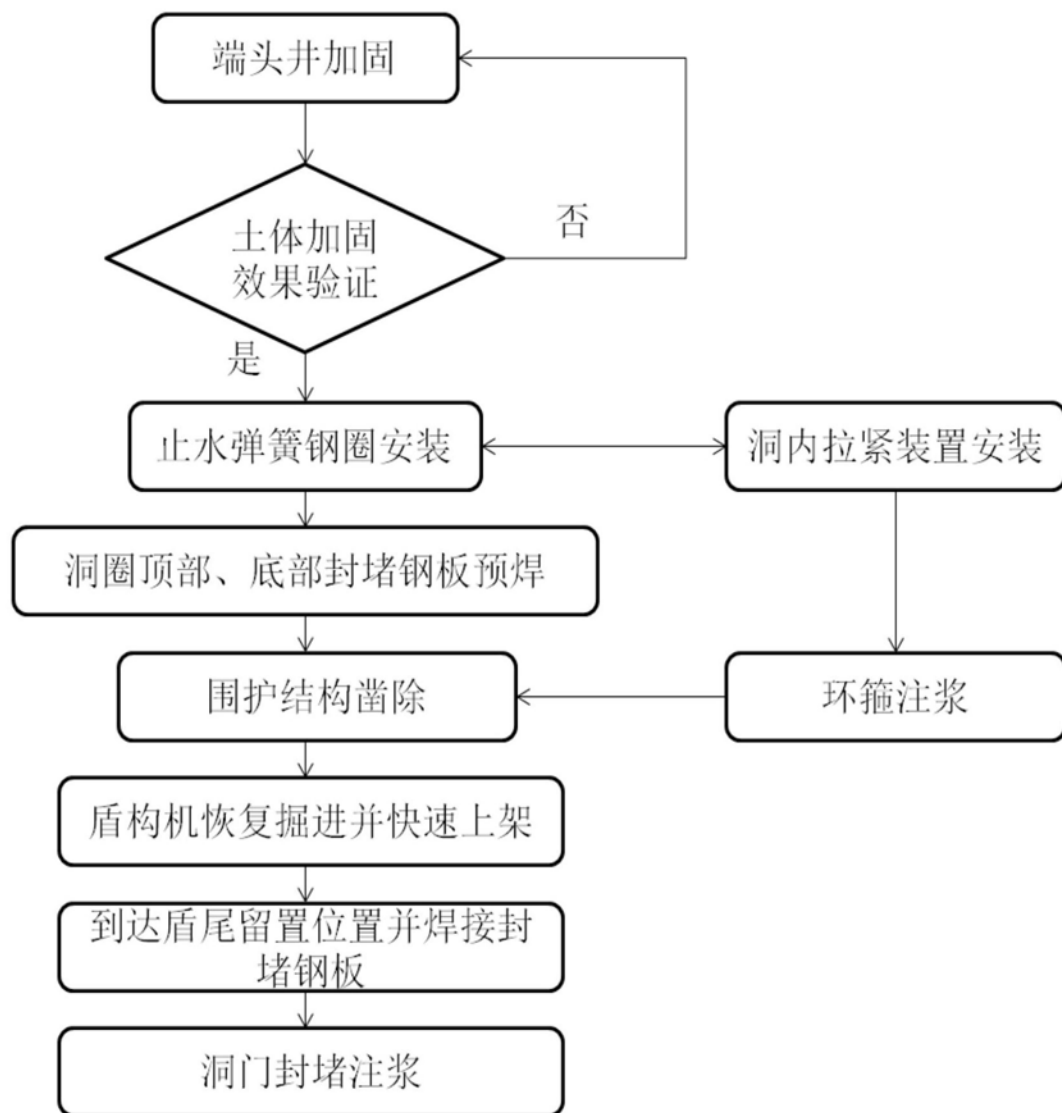 端头井加固
土体加固
效果验证
否
是
止水弹簧钢圈安装
洞内拉紧装置安装
洞圈顶部、底部封堵钢板预焊
围护结构凿除
环箍注浆
盾构机恢复掘进并快速上架
到达盾尾留置位置并焊接封
堵钢板
洞门封堵注浆